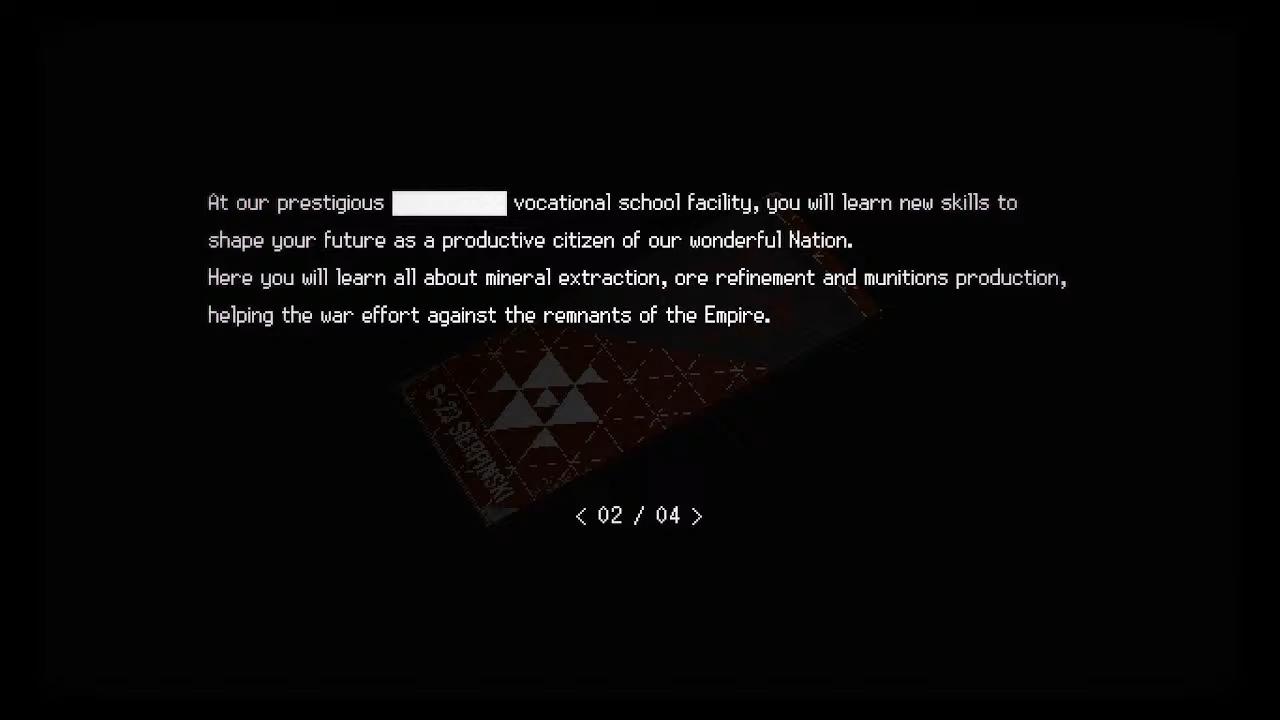 At our prestigious vocational school facility, you will learn new skills to
shape your future as a productive citizen of our wonderful Nation.
Here you will learn all about mineral extraction, ore refinement and munitions production,
helping the war effort against the remnants of the Empire.
S-23 SIERPINSKI
< 02 / 04 >